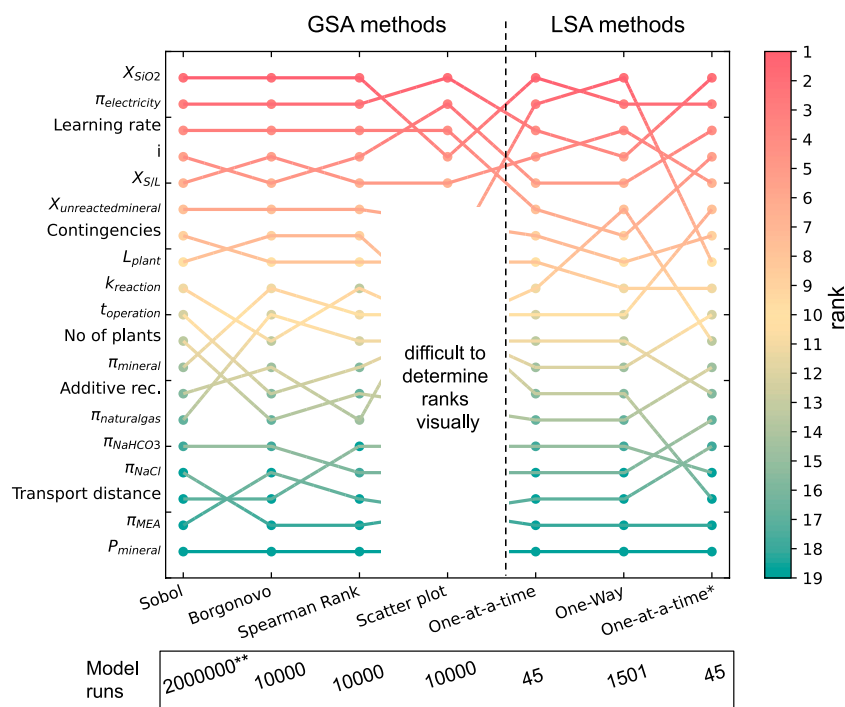 GSA methods LSA methods
X_SiO2
π_electricity
Learning rate
i
X_S/L
X_unreactedmineral
Contingencies
L_plant
k_reaction
t_operation
No of plants
π_mineral
Additive rec.
π_naturalgas
π_NaHCO3
π_NaCl
Transport distance
π_MEA
P_mineral
difficult to
determine
ranks
visually
1
2
3
4
5
6
7
8
9
10
11
12
13
14
15
16
17
18
19
rank
Sobol Borgonovo Spearman Rank Scatter plot One-at-a-time One-Way One-at-a-time*
Model
runs
2000000** 10000 10000 10000 45 1501 45